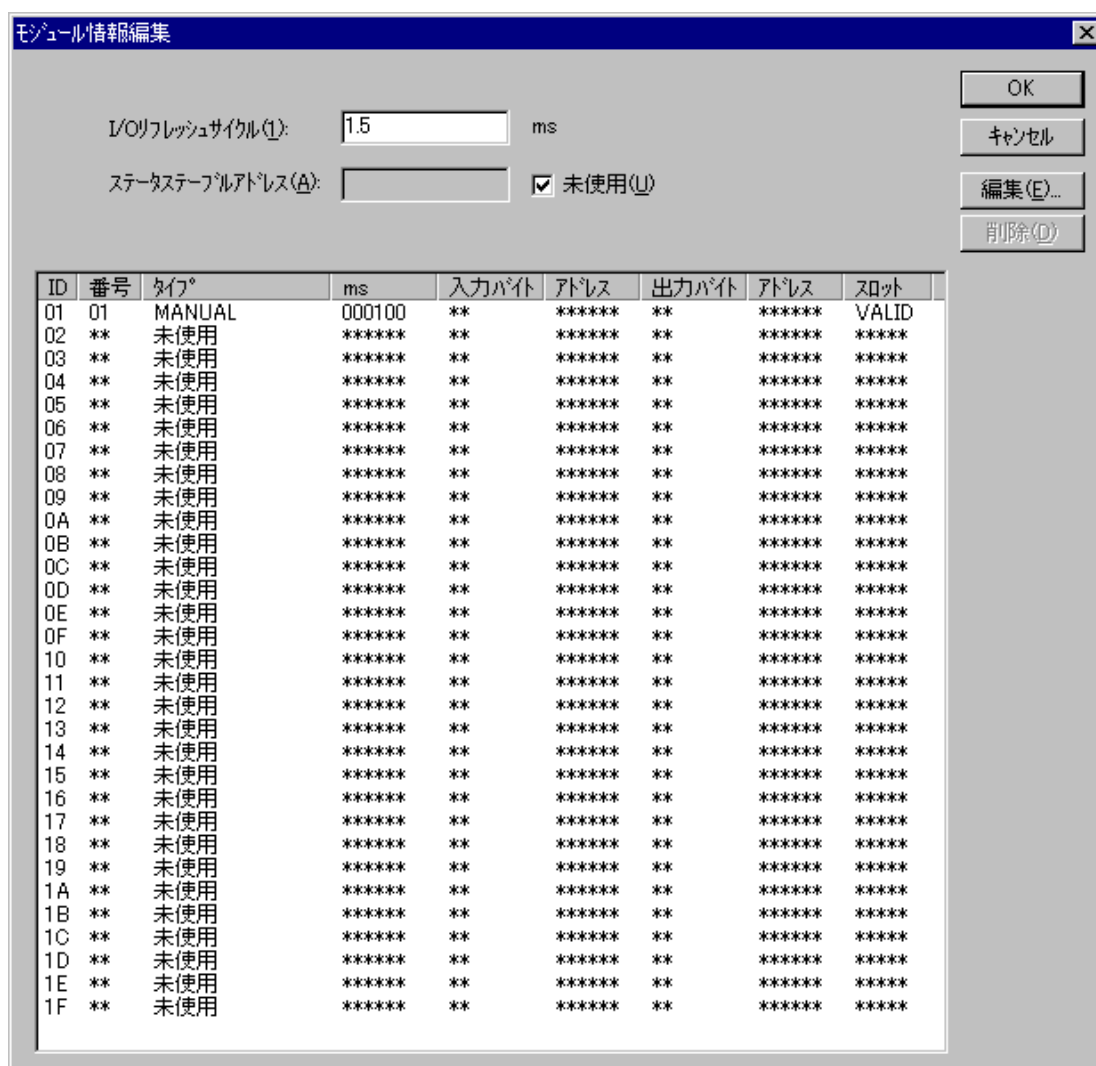 モジュール情報編集
OK
I/Oリフレッシュサイクル(1): 1.5 ms
キャンセル
ステータステーブルアドレス(A): 未使用(U)
編集(E)...
削除(D)
ID 番号 タイプ ms 入力バイト アドレス 出力バイト アドレス スロット
01 01 MANUAL 000100 ** ****** ** ****** VALID
02 ** 未使用 ****** ** ****** ** ****** *****
03 ** 未使用 ****** ** ****** ** ****** *****
04 ** 未使用 ****** ** ****** ** ****** *****
05 ** 未使用 ****** ** ****** ** ****** *****
06 ** 未使用 ****** ** ****** ** ****** *****
07 ** 未使用 ****** ** ****** ** ****** *****
08 ** 未使用 ****** ** ****** ** ****** *****
09 ** 未使用 ****** ** ****** ** ****** *****
0A ** 未使用 ****** ** ****** ** ****** *****
0B ** 未使用 ****** ** ****** ** ****** *****
0C ** 未使用 ****** ** ****** ** ****** *****
0D ** 未使用 ****** ** ****** ** ****** *****
0E ** 未使用 ****** ** ****** ** ****** *****
0F ** 未使用 ****** ** ****** ** ****** *****
10 ** 未使用 ****** ** ****** ** ****** *****
11 ** 未使用 ****** ** ****** ** ****** *****
12 ** 未使用 ****** ** ****** ** ****** *****
13 ** 未使用 ****** ** ****** ** ****** *****
14 ** 未使用 ****** ** ****** ** ****** *****
15 ** 未使用 ****** ** ****** ** ****** *****
16 ** 未使用 ****** ** ****** ** ****** *****
17 ** 未使用 ****** ** ****** ** ****** *****
18 ** 未使用 ****** ** ****** ** ****** *****
19 ** 未使用 ****** ** ****** ** ****** *****
1A ** 未使用 ****** ** ****** ** ****** *****
1B ** 未使用 ****** ** ****** ** ****** *****
1C ** 未使用 ****** ** ****** ** ****** *****
1D ** 未使用 ****** ** ****** ** ****** *****
1E ** 未使用 ****** ** ****** ** ****** *****
1F ** 未使用 ****** ** ****** ** ****** *****